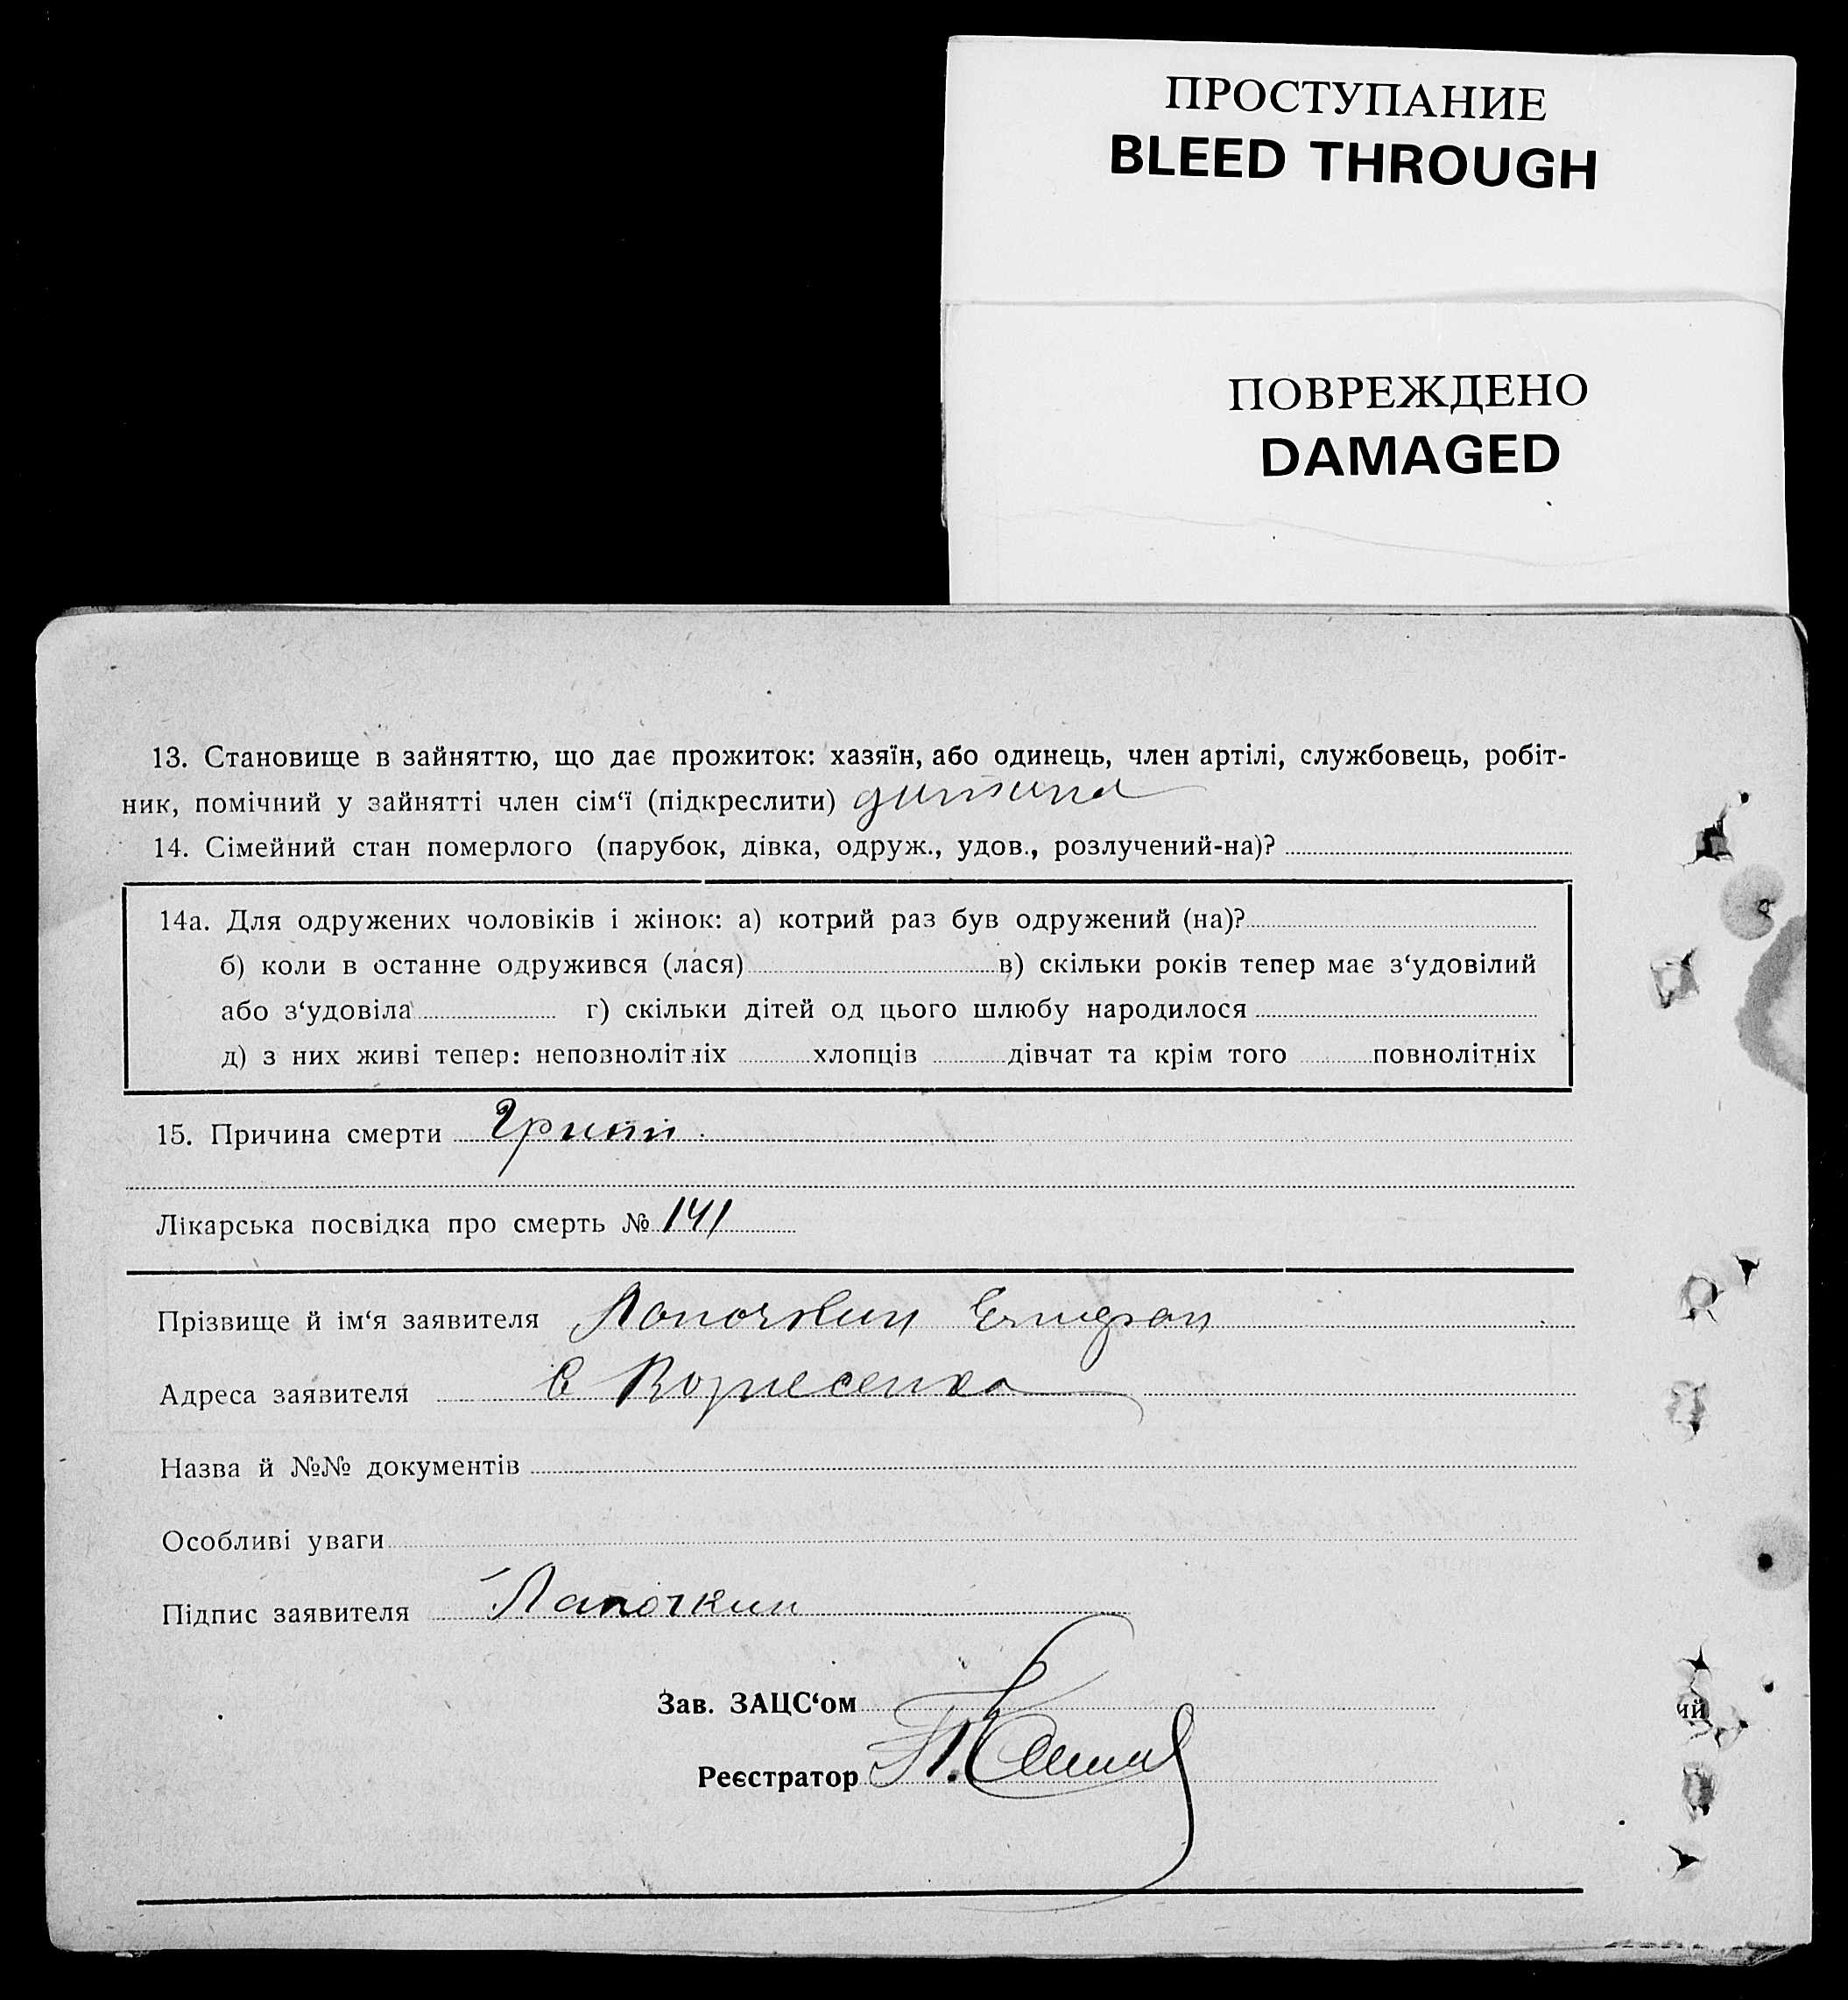 ПРОСТУПАНИЕ
BLEED THROUGH
ПОВРЕЖДЕНО
DAMAGED
13. Становище в зайняттю, що дає прожиток: хазяїн, або одинець, член артілі, службовець, робіт-
ник, помічний у зайнятті член сім‘ї (підкреслити) дитина
14. Сімейний стан померлого (парубок, дівка, одруж., удов., розлучений-на)?
14а. Для одружених чоловіків і жінок: а) котрий раз був одружений (на)?
б) коли в останне одружився (лася) в) скільки років тепер має з‘удовілий
або з‘удовіла г) скільки дітей од цього шлюбу народилося
д) з них живі тепер: неповнолітніх хлопців дівчат та крім того повнолітніх
15. Причина смерти Грипп
Лікарська посвідка про смерть № 141
Прізвище й ім‘я заявителя Лапочкин
Адреса заявителя С Вознесенка
Назва й №№ документів
Особливі уваги
Підпис заявителя Лапочкин
Зав. ЗАЦС‘ом
ий
Реєстратор